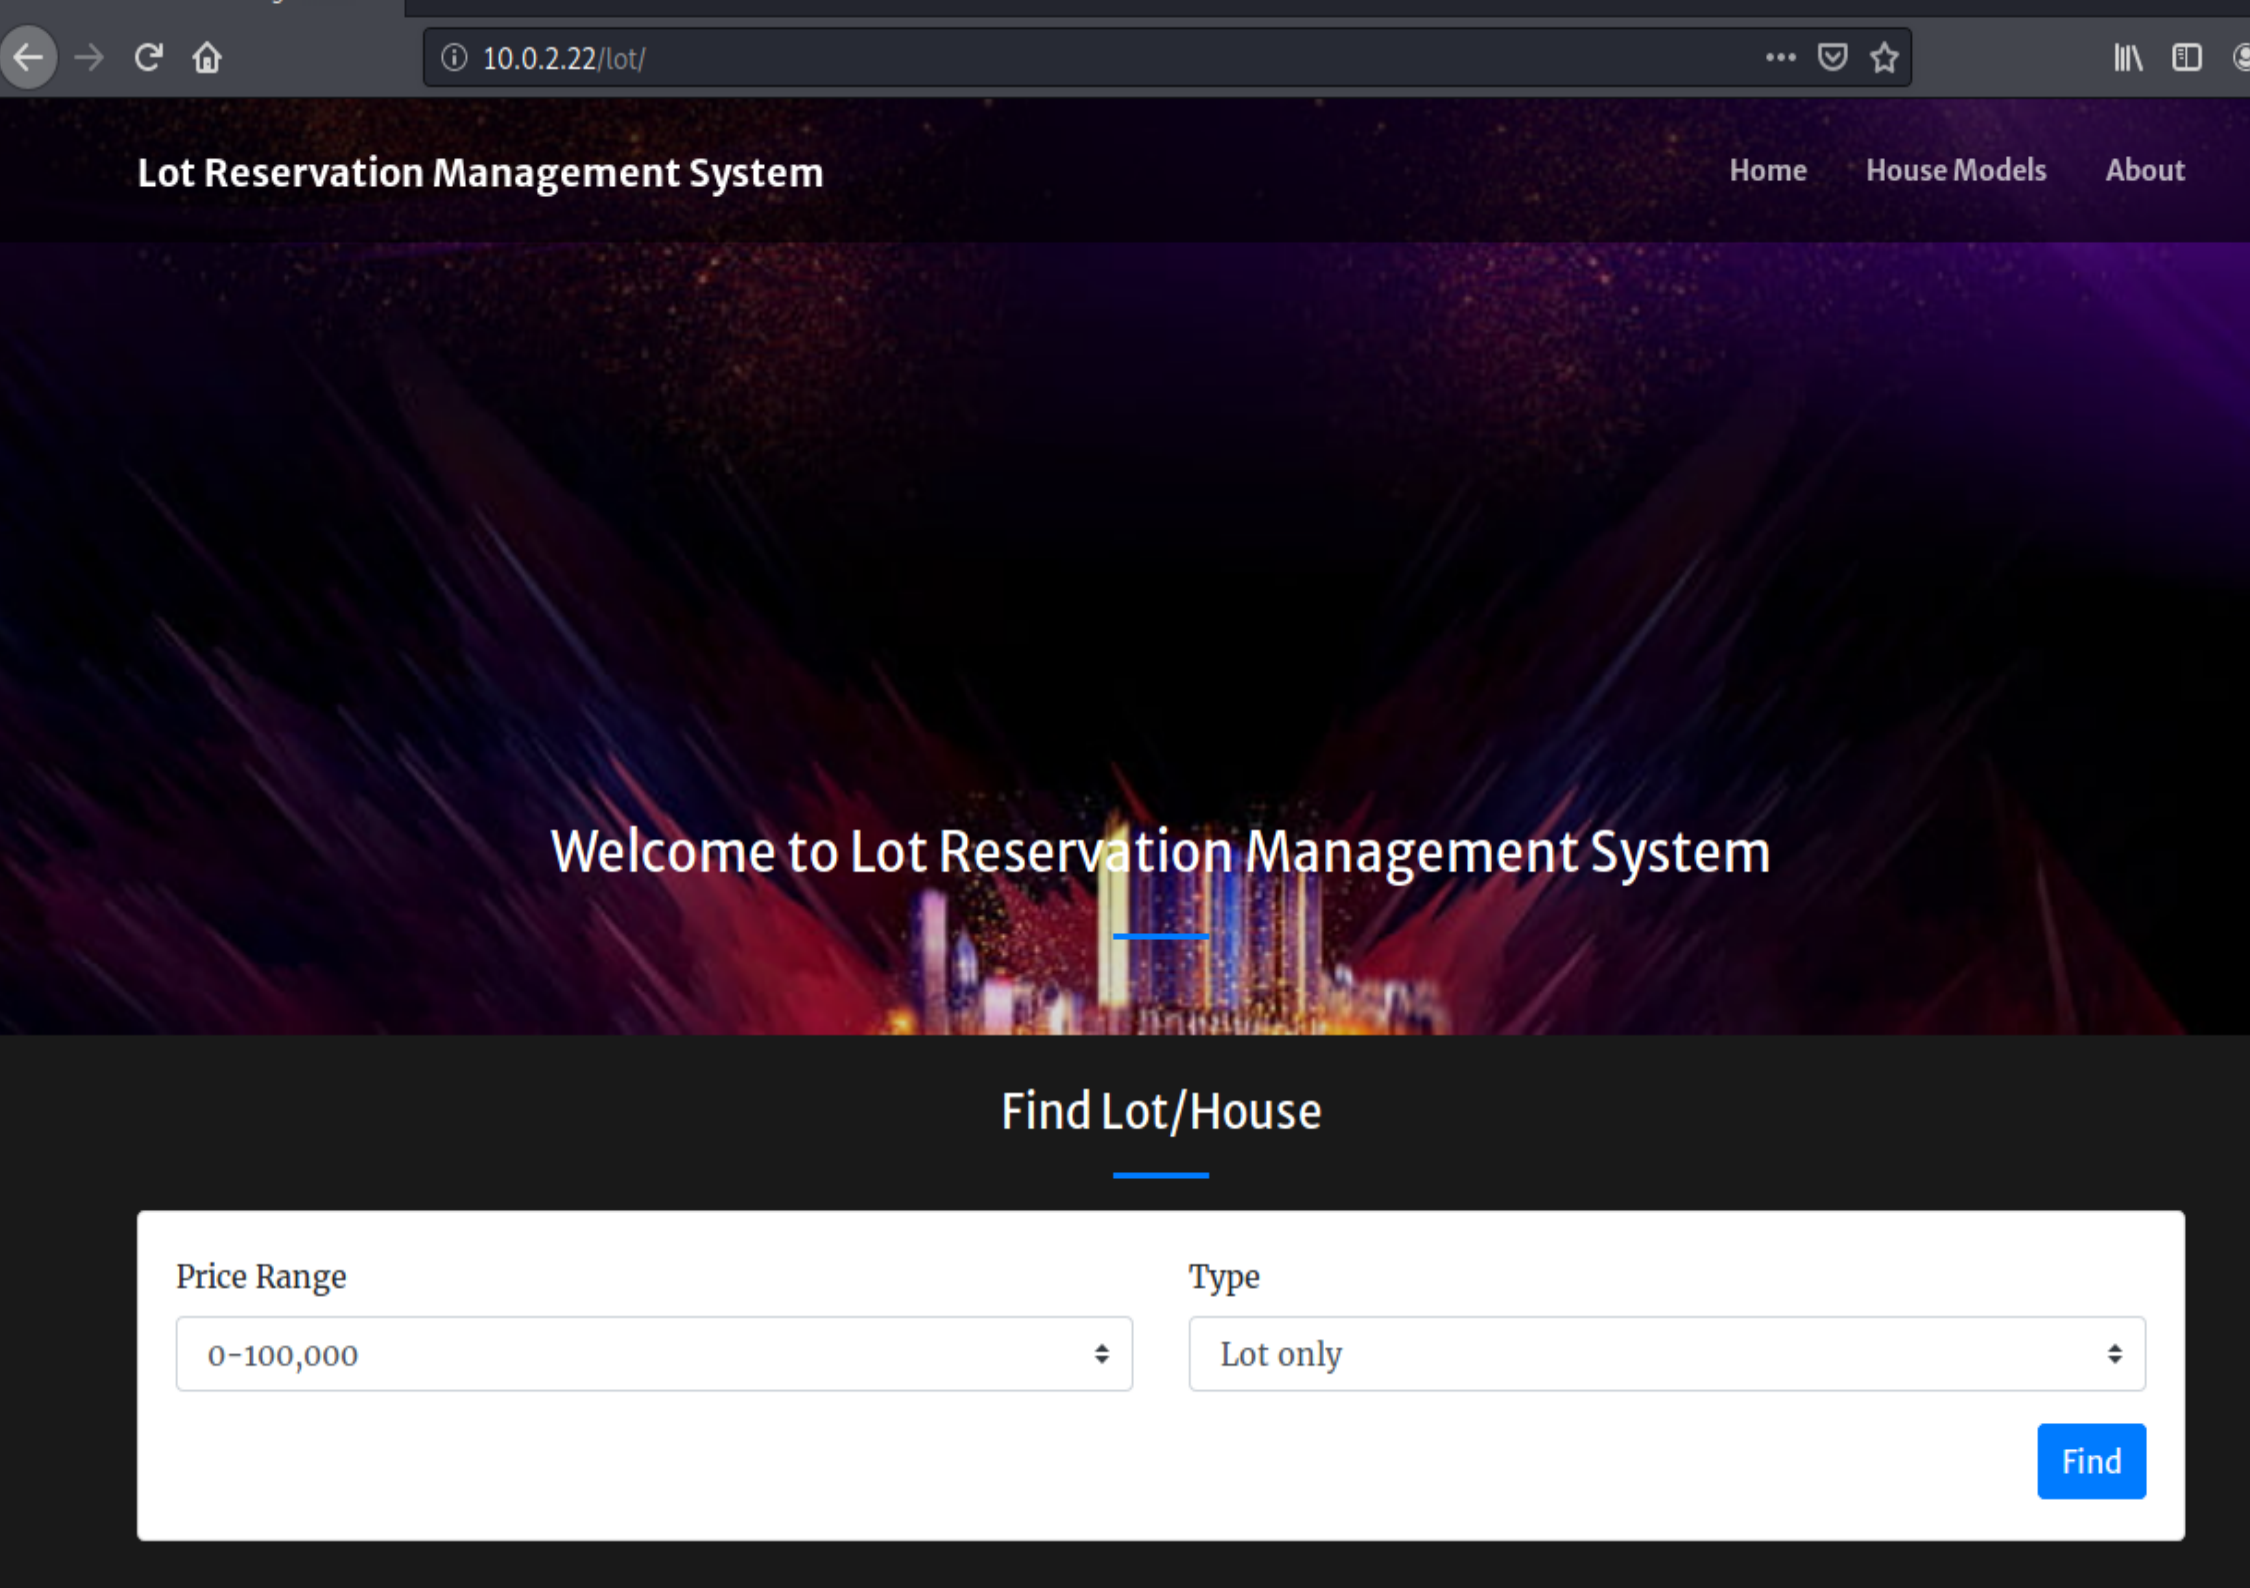 10.0.2.22/lot/
Lot Reservation Management System
Home House Models About
Welcome to Lot Reservation Management System
Find Lot/House
Price Range Type
0-100,000 Lot only
Find